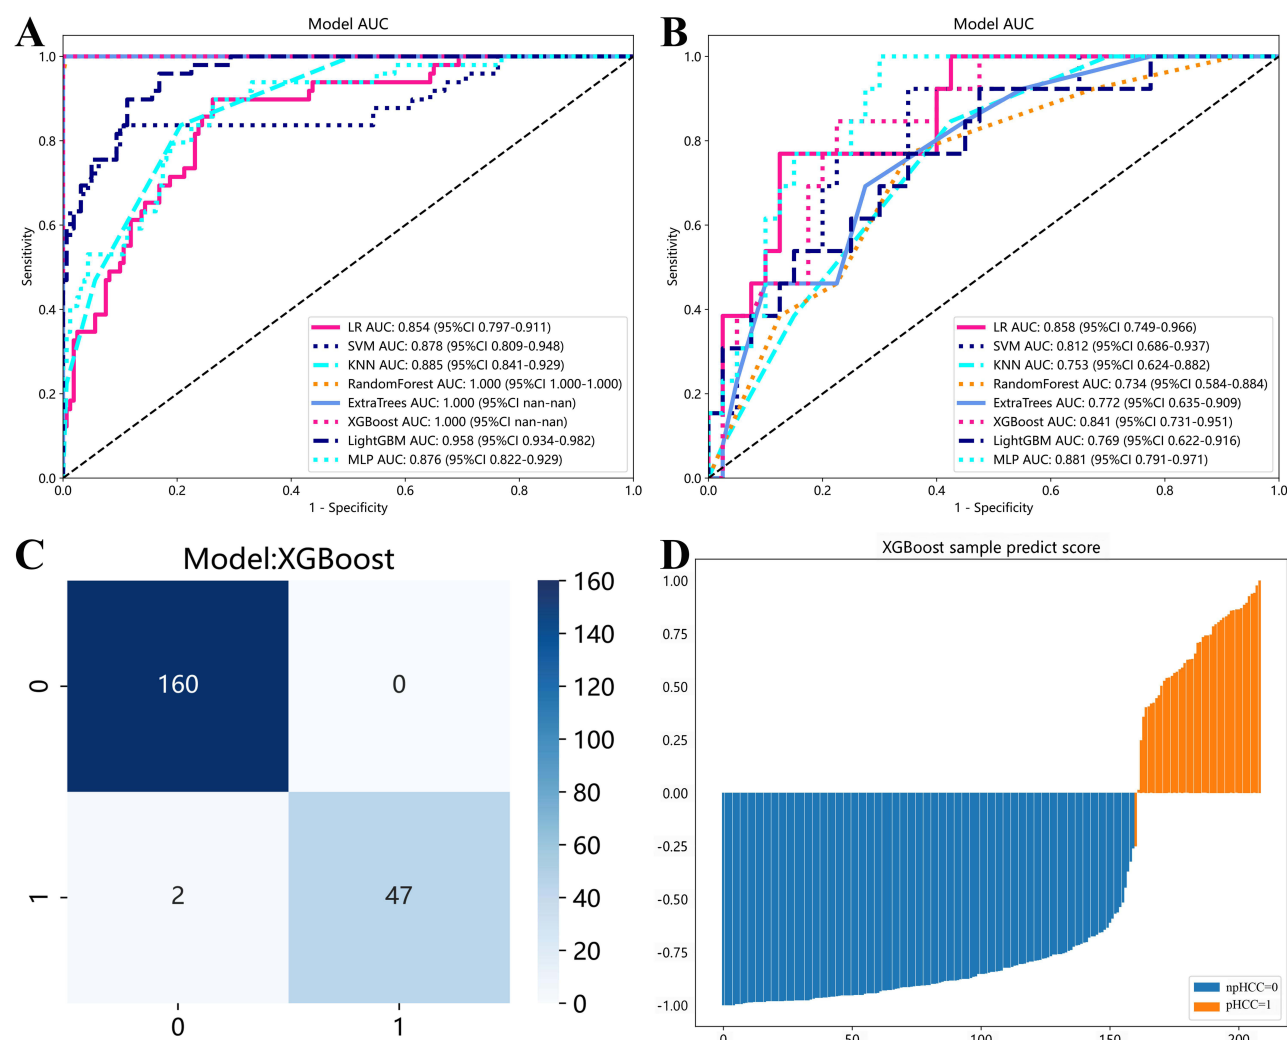 A
Model AUC
1.0
0.8
0.6
0.4
0.2
0.0
Sensitivity
0.0
0.2
0.4
0.6
0.8
1.0
1 - Specificity
LR AUC: 0.854 (95%CI 0.797-0.911)
SVM AUC: 0.878 (95%CI 0.809-0.948)
KNN AUC: 0.885 (95%CI 0.841-0.929)
RandomForest AUC: 1.000 (95%CI 1.000-1.000)
ExtraTrees AUC: 1.000 (95%CI nan-nan)
XGBoost AUC: 1.000 (95%CI nan-nan)
LightGBM AUC: 0.958 (95%CI 0.934-0.982)
MLP AUC: 0.876 (95%CI 0.822-0.929)
B
Model AUC
1.0
0.8
0.6
0.4
0.2
0.0
Sensitivity
0.0
0.2
0.4
0.6
0.8
1.0
1 - Specificity
LR AUC: 0.858 (95%CI 0.749-0.966)
SVM AUC: 0.812 (95%CI 0.686-0.937)
KNN AUC: 0.753 (95%CI 0.624-0.882)
RandomForest AUC: 0.734 (95%CI 0.584-0.884)
ExtraTrees AUC: 0.772 (95%CI 0.635-0.909)
XGBoost AUC: 0.841 (95%CI 0.731-0.951)
LightGBM AUC: 0.769 (95%CI 0.622-0.916)
MLP AUC: 0.881 (95%CI 0.791-0.971)
C
Model:XGBoost
0
160
0
1
2
47
0
1
160
140
120
100
80
60
40
20
0
D
XGBoost sample predict score
1.00
0.75
0.50
0.25
0.00
-0.25
-0.50
-0.75
-1.00
0
50
100
150
200
npHCC=0
pHCC=1